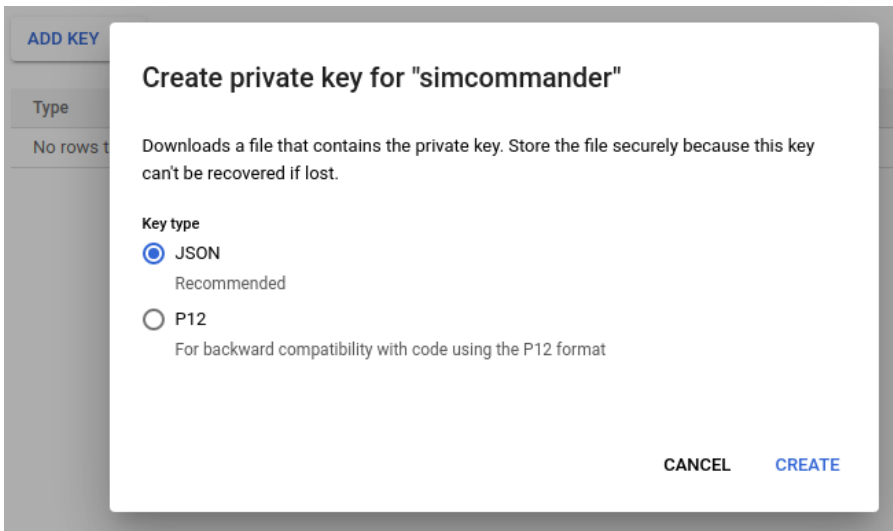 ADD KEY
Type
No rows
Create private key for "simcommander"
Downloads a file that contains the private key. Store the file securely because this key
can't be recovered if lost.
Key type
JSON
Recommended
P12
For backward compatibility with code using the P12 format
CANCEL CREATE